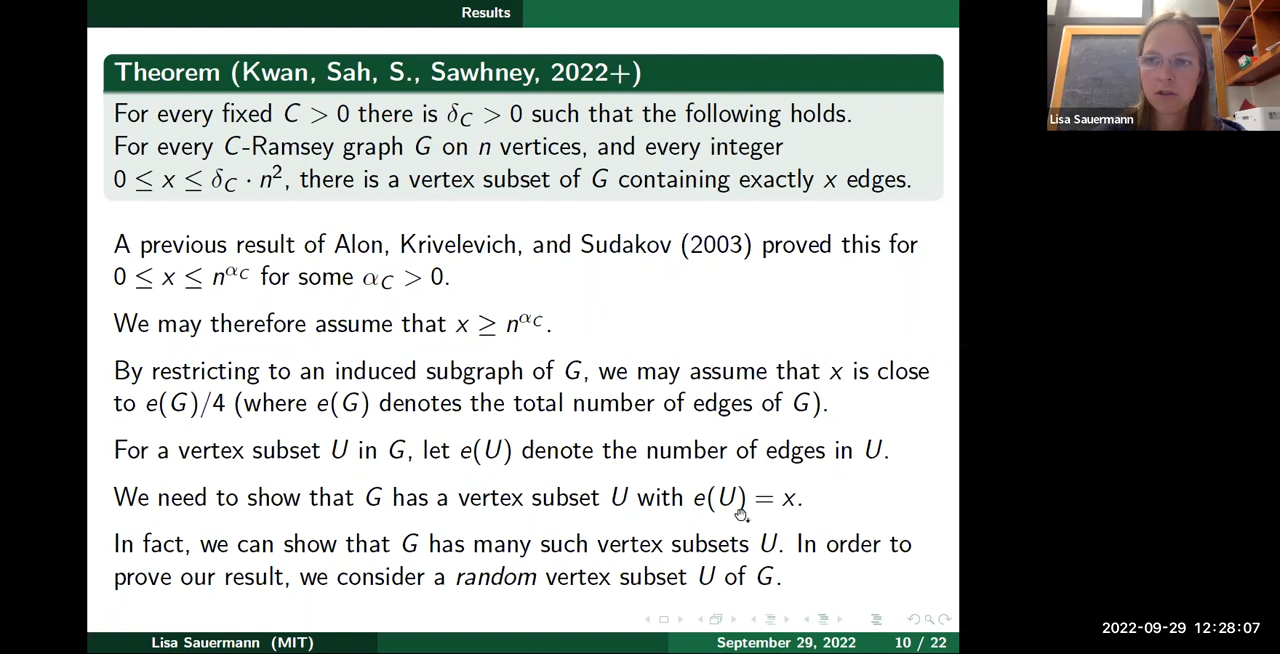 Results
Theorem (Kwan, Sah, S., Sawhney, 2022+)
For every fixed C > 0 there is δ_C > 0 such that the following holds.
For every C-Ramsey graph G on n vertices, and every integer
0 ≤ x ≤ δ_C · n², there is a vertex subset of G containing exactly x edges.
A previous result of Alon, Krivelevich, and Sudakov (2003) proved this for
0 ≤ x ≤ n^{α_C} for some α_C > 0.
We may therefore assume that x ≥ n^{α_C}.
By restricting to an induced subgraph of G, we may assume that x is close
to e(G)/4 (where e(G) denotes the total number of edges of G).
For a vertex subset U in G, let e(U) denote the number of edges in U.
We need to show that G has a vertex subset U with e(U) = x.
In fact, we can show that G has many such vertex subsets U. In order to
prove our result, we consider a random vertex subset U of G.
Lisa Sauermann (MIT)
September 29, 2022
10 / 22
Lisa Sauermann
2022-09-29 12:28:07